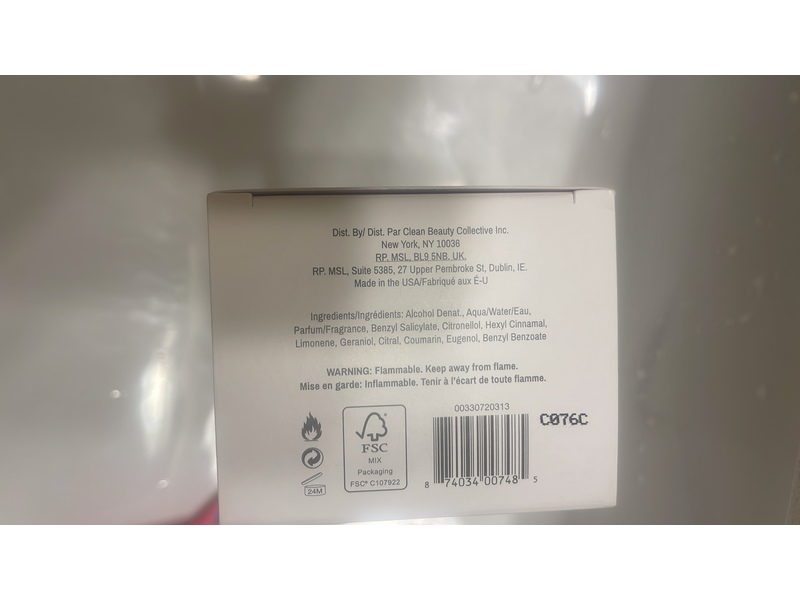 Dist. By/ Dist. Par Clean Beauty Collective Inc.
New York, NY 10036
RP. MSL, BL9 5NB, UK.
RP. MSL, Suite 5385, 27 Upper Pembroke St, Dublin, IE.
Made in the USA/Fabriqué aux É-U
Ingredients/Ingrédients: Alcohol Denat., Aqua/Water/Eau,
Parfum/Fragrance, Benzyl Salicylate, Citronellol, Hexyl Cinnamal,
Limonene, Geraniol, Citral, Coumarin, Eugenol, Benzyl Benzoate
WARNING: Flammable. Keep away from flame.
Mise en garde: Inflammable. Tenir à l'écart de toute flamme.
24M
FSC
MIX
Packaging
FSC® C107922
00330720313
8 74034 00748 5
C076C